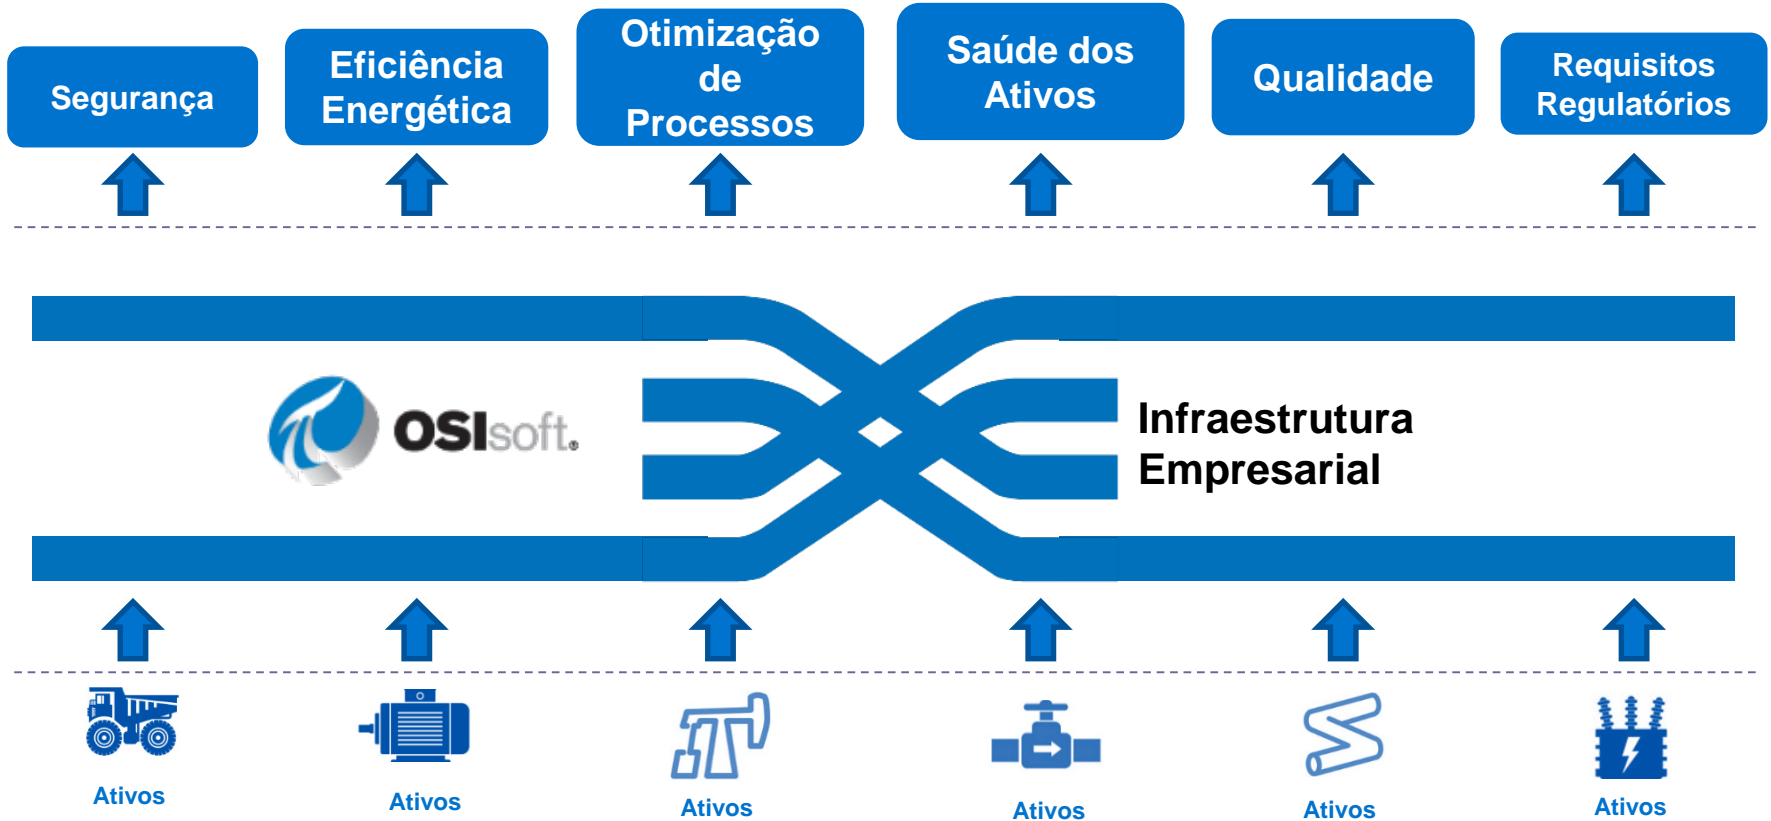 Segurança
Eficiência
Energética
Otimização
de
Processos
Saúde dos
Ativos
Qualidade
Requisitos
Regulatórios
OSIsoft®
Infraestrutura
Empresarial
Ativos
Ativos
Ativos
Ativos
Ativos
Ativos